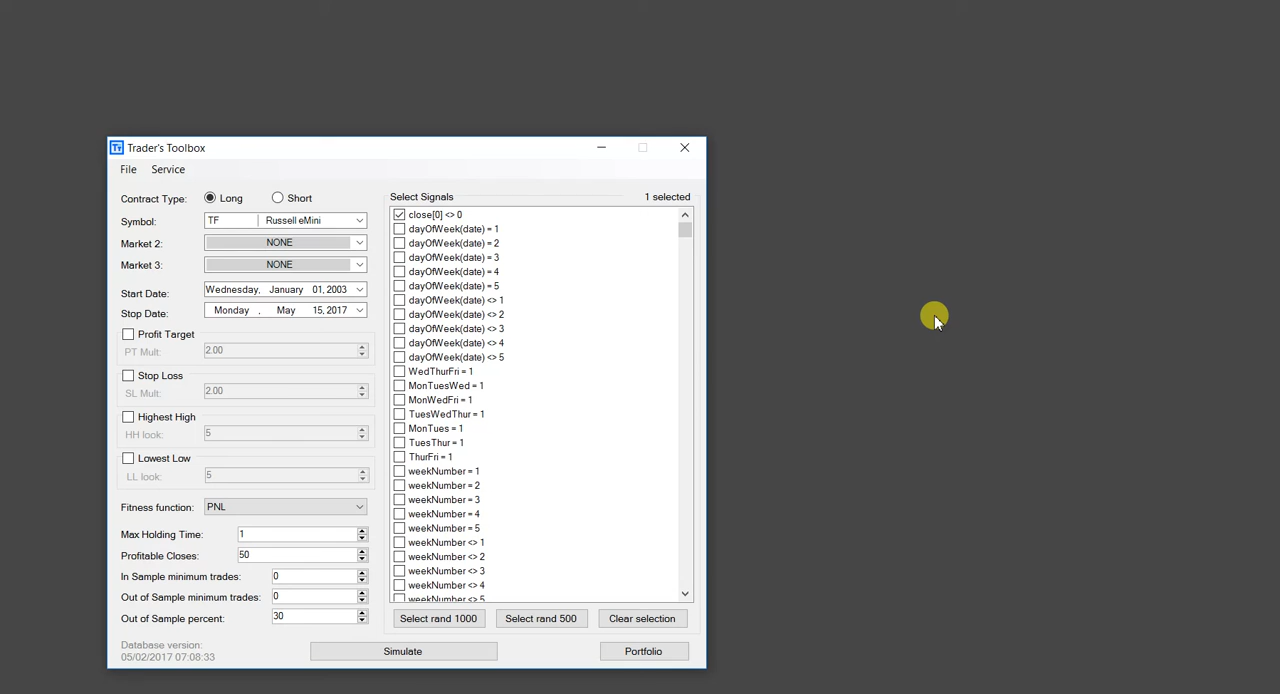 Trader's Toolbox
File Service
Contract Type: Long Short
Symbol: TF | Russell eMini
Market 2: NONE
Market 3: NONE
Start Date: Wednesday, January 01, 2003
Stop Date: Monday , May 15, 2017
Profit Target
PT Mult: 2.00
Stop Loss
SL Mult: 2.00
Highest High
HH look: 5
Lowest Low
LL look: 5
Fitness function: PNL
Max Holding Time: 1
Profitable Closes: 50
In Sample minimum trades: 0
Out of Sample minimum trades: 0
Out of Sample percent: 30
Database version:
05/02/2017 07:08:33
Simulate
Select Signals 1 selected
close[0] <> 0
dayOfWeek(date) = 1
dayOfWeek(date) = 2
dayOfWeek(date) = 3
dayOfWeek(date) = 4
dayOfWeek(date) = 5
dayOfWeek(date) <> 1
dayOfWeek(date) <> 2
dayOfWeek(date) <> 3
dayOfWeek(date) <> 4
dayOfWeek(date) <> 5
WedThurFri = 1
MonTuesWed = 1
MonWedFri = 1
TuesWedThur = 1
MonTues = 1
TuesThur = 1
ThurFri = 1
weekNumber = 1
weekNumber = 2
weekNumber = 3
weekNumber = 4
weekNumber = 5
weekNumber <> 1
weekNumber <> 2
weekNumber <> 3
weekNumber <> 4
weekNumber <> 5
Select rand 1000 Select rand 500 Clear selection
Portfolio